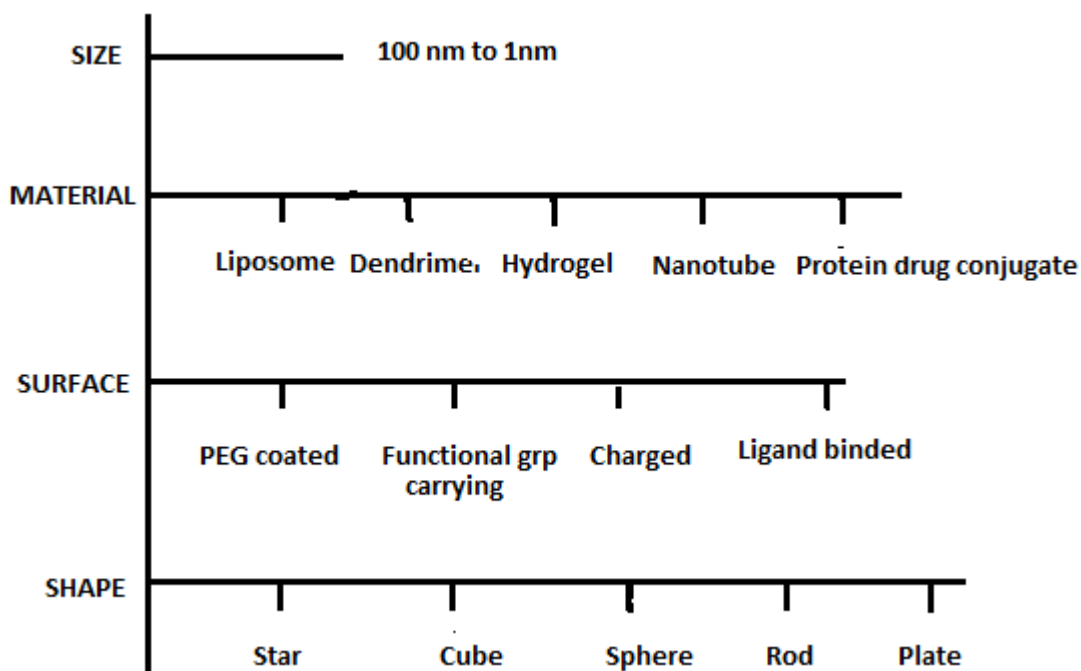 SIZE
100 nm to 1nm
MATERIAL
Liposome Dendrimer Hydrogel Nanotube Protein drug conjugate
SURFACE
PEG coated Functional grp Charged Ligand binded
carrying
SHAPE
Star Cube Sphere Rod Plate